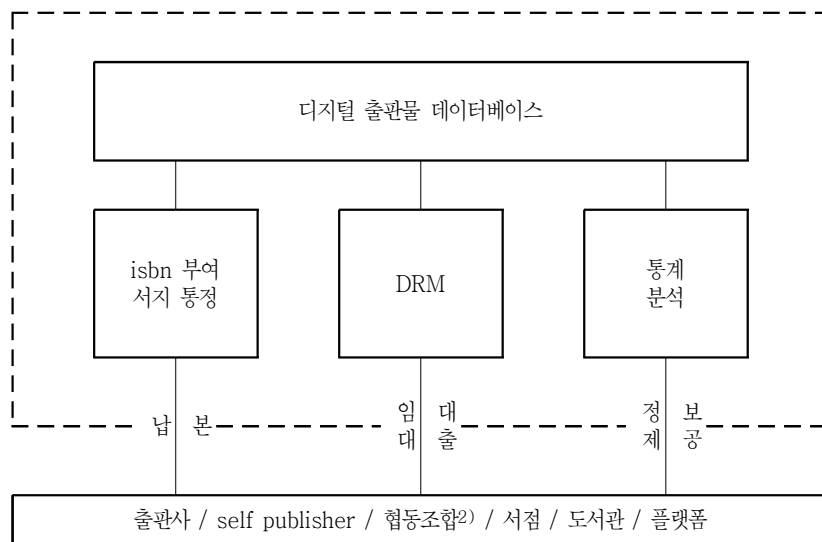 디지털 출판물 데이터베이스
isbn 부여
서지 통정
DRM
통계
분석
납 본
임 대
대 출
정 보
제 공
출판사 / self publisher / 협동조합2) / 서점 / 도서관 / 플랫폼